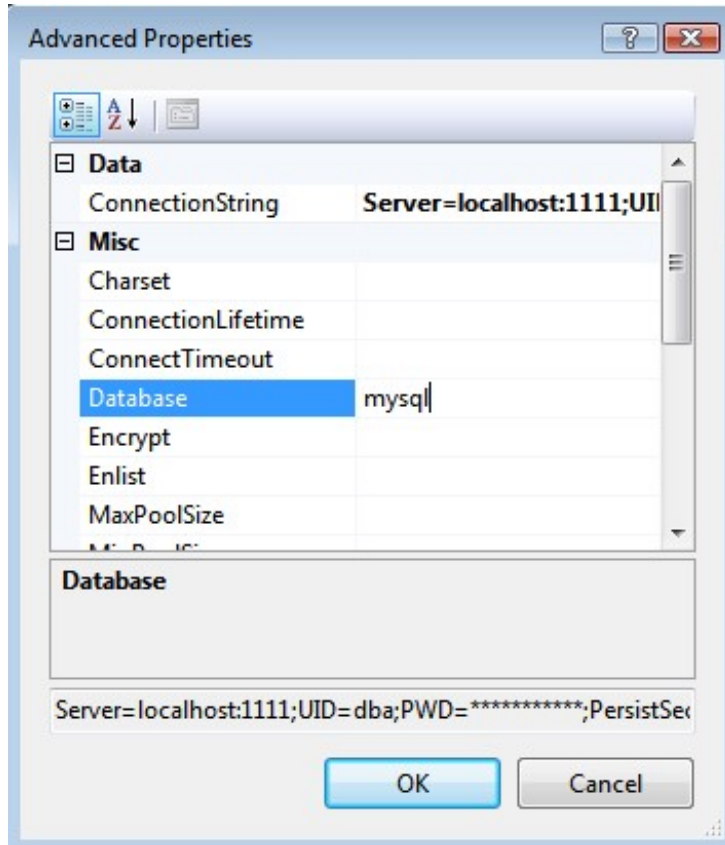 Advanced Properties
Data
ConnectionString Server=localhost:1111;UI
Misc
Charset
ConnectionLifetime
ConnectTimeout
Database mysql
Encrypt
Enlist
MaxPoolSize
Database
Server=localhost:1111;UID=dba;PWD=***********;PersistSec
OK Cancel